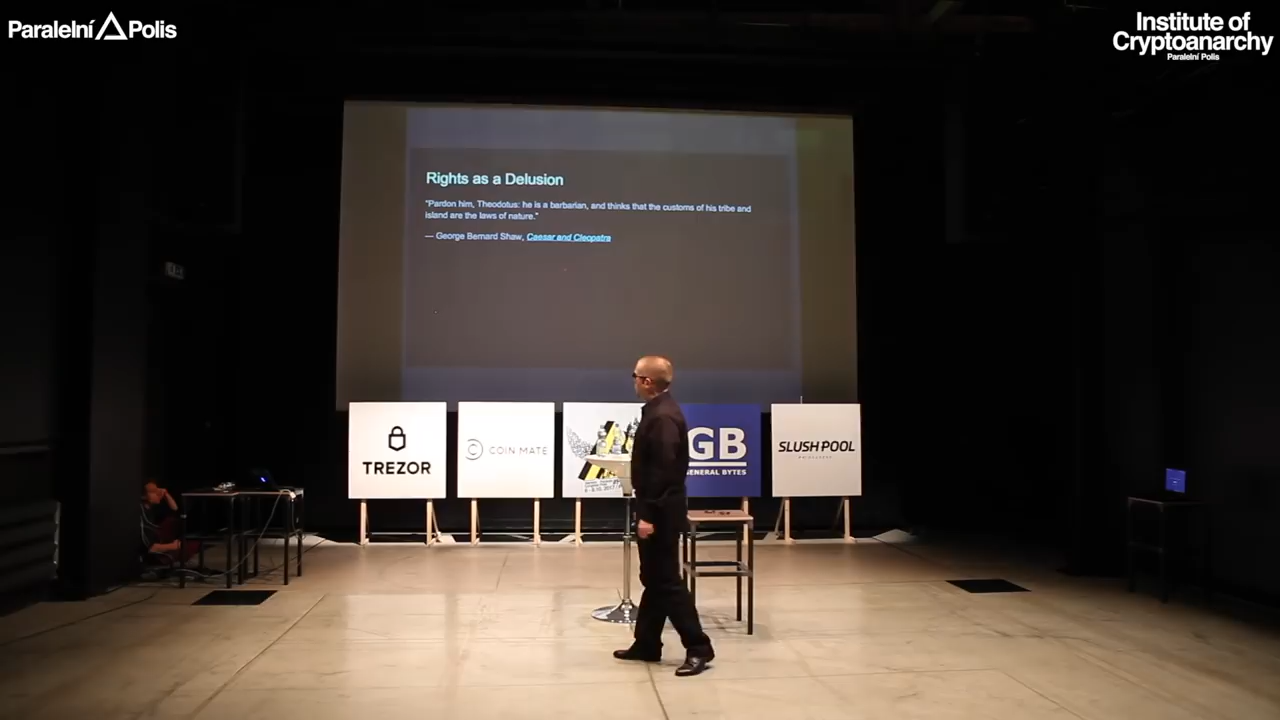 Paralelní Polis
Institute of
Cryptoanarchy
Paralelní Polis
Rights as a Delusion
"Pardon him, Theodotus: he is a barbarian, and thinks that the customs of his tribe and
island are the laws of nature."
— George Bernard Shaw, Caesar and Cleopatra
TREZOR
COINMATE
GB
GENERAL BYTES
SLUSH POOL